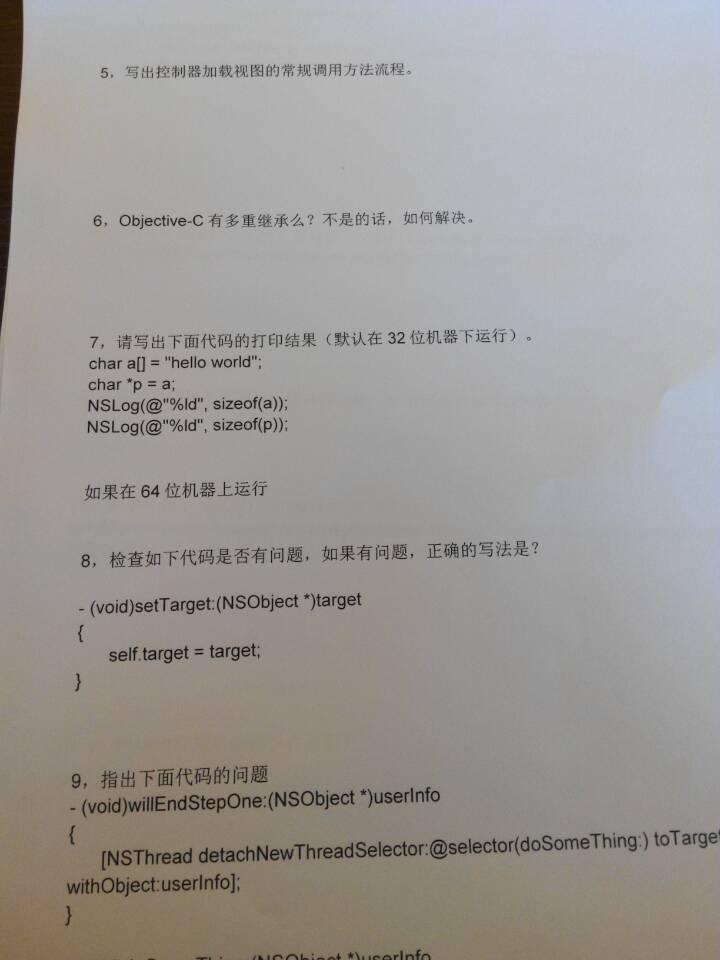 5，写出控制器加载视图的常规调用方法流程。
6，Objective-C 有多重继承么？不是的话，如何解决。
7，请写出下面代码的打印结果（默认在 32 位机器下运行）。
char a[] = "hello world";
char *p = a;
NSLog(@"%ld", sizeof(a));
NSLog(@"%ld", sizeof(p));
如果在 64 位机器上运行
8，检查如下代码是否有问题，如果有问题，正确的写法是？
- (void)setTarget:(NSObject *)target
{
self.target = target;
}
9，指出下面代码的问题
- (void)willEndStepOne:(NSObject *)userInfo
{
[NSThread detachNewThreadSelector:@selector(doSomeThing:) toTarge
withObject:userInfo];
}
(NSObject *)userInfo